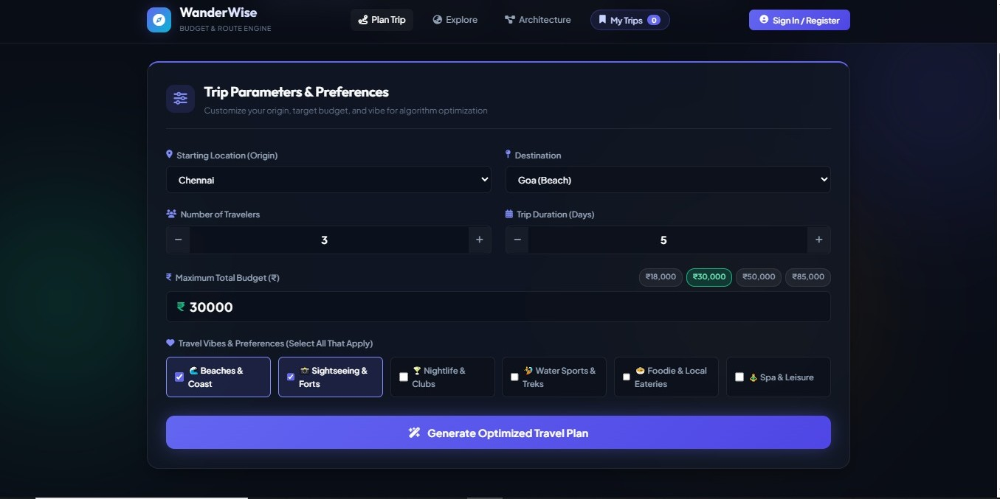 WanderWise
BUDGET & ROUTE ENGINE
Plan Trip
Explore
Architecture
My Trips 0
Sign In / Register
Trip Parameters & Preferences
Customize your origin, target budget, and vibe for algorithm optimization
Starting Location (Origin)
Destination
Chennai
Goa (Beach)
Number of Travelers
Trip Duration (Days)
− 3 +
− 5 +
₹ Maximum Total Budget (₹)
₹18,000
₹30,000
₹50,000
₹85,000
₹ 30000
Travel Vibes & Preferences (Select All That Apply)
🌊 Beaches &
Coast
📸 Sightseeing &
Forts
🍸 Nightlife &
Clubs
Water Sports &
Treks
Foodie & Local
Eateries
Spa & Leisure
Generate Optimized Travel Plan